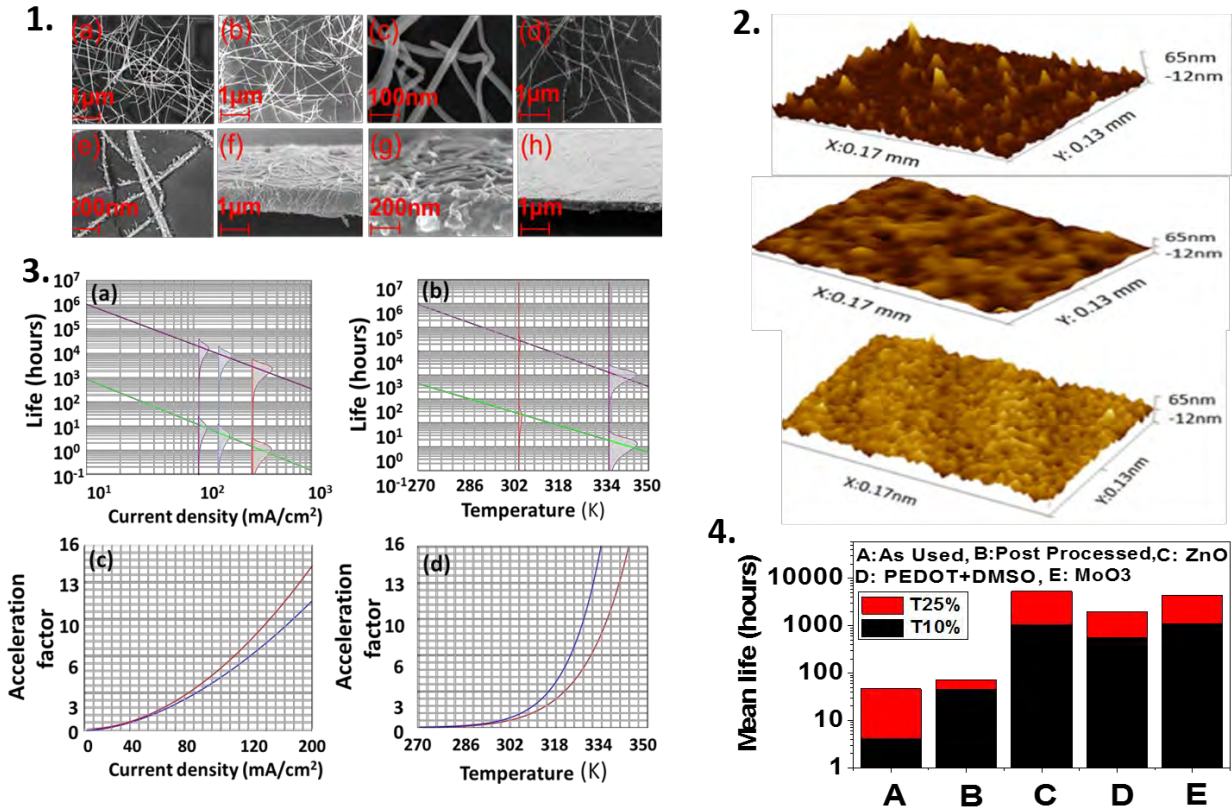 1.
(a) (b) (c) (d)
1µm 1µm 100nm 1µm
(e) (f) (g) (h)
200nm 1µm 200nm 1µm
2.
65nm
-12nm
X:0.17 mm
Y: 0.13 mm
65nm
-12nm
X:0.17 mm
Y: 0.13 mm
65nm
-12nm
X:0.17nm
Y:0.13nm
3.
(a)
Life (hours)
10⁷
10⁶
10⁵
10⁴
10³
10²
10¹
10⁰
10⁻¹
10¹ 10² 10³
Current density (mA/cm²)
(b)
Life (hours)
10⁷
10⁶
10⁵
10⁴
10³
10²
10¹
10⁰
10⁻¹
270 286 302 318 334 350
Temperature (K)
(c)
Acceleration
factor
16
13
10
6
3
0
0 40 80 120 200
Current density (mA/cm²)
(d)
Acceleration
factor
16
13
10
6
3
0
270 286 302 318 334 350
Temperature (K)
4.
A:As Used, B:Post Processed,C: ZnO
D: PEDOT+DMSO, E: MoO3
T25%
T10%
Mean life (hours)
10000
1000
100
10
1
A B C D E